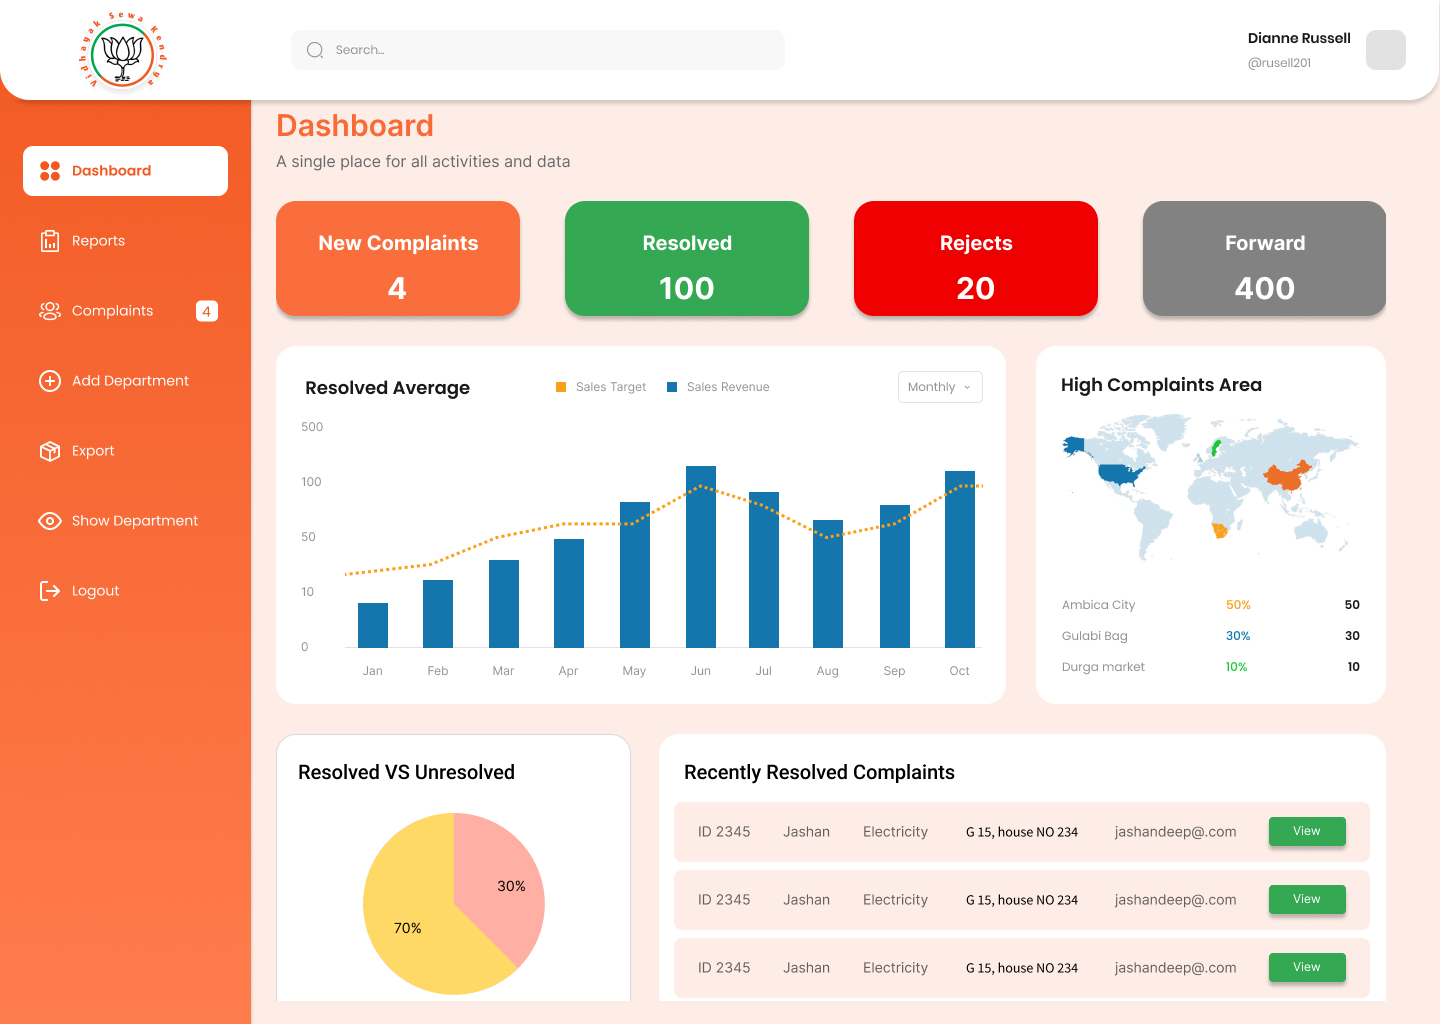 Vidhayak Sewa Kendrga
Search...
Dianne Russell
@rusell201
Dashboard
Reports
Complaints 4
Add Department
Export
Show Department
Logout
Dashboard
A single place for all activities and data
New Complaints
4
Resolved
100
Rejects
20
Forward
400
Resolved Average
Sales Target
Sales Revenue
Monthly
500
100
50
10
0
Jan Feb Mar Apr May Jun Jul Aug Sep Oct
High Complaints Area
Ambica City 50% 50
Gulabi Bag 30% 30
Durga market 10% 10
Resolved VS Unresolved
30%
70%
Recently Resolved Complaints
ID 2345 Jashan Electricity G 15, house NO 234 jashandeep@.com View
ID 2345 Jashan Electricity G 15, house NO 234 jashandeep@.com View
ID 2345 Jashan Electricity G 15, house NO 234 jashandeep@.com View